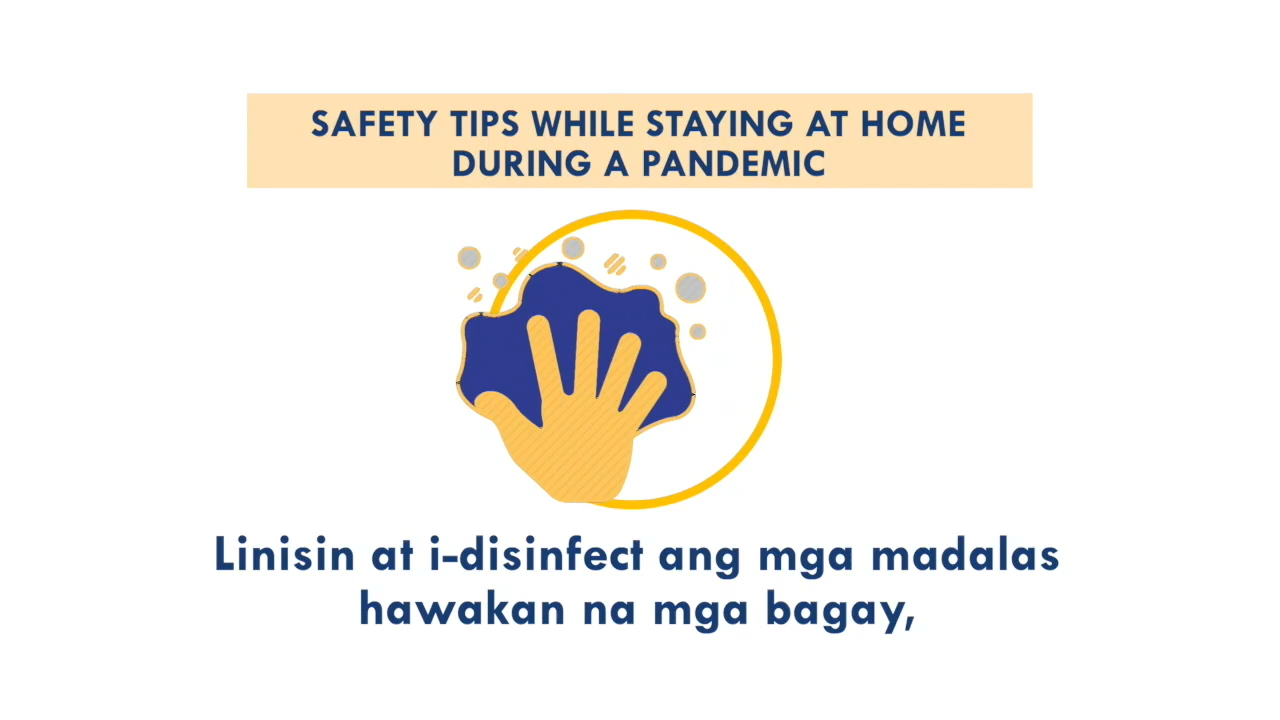 SAFETY TIPS WHILE STAYING AT HOME
DURING A PANDEMIC
Linisin at i-disinfect ang mga madalas
hawakan na mga bagay,